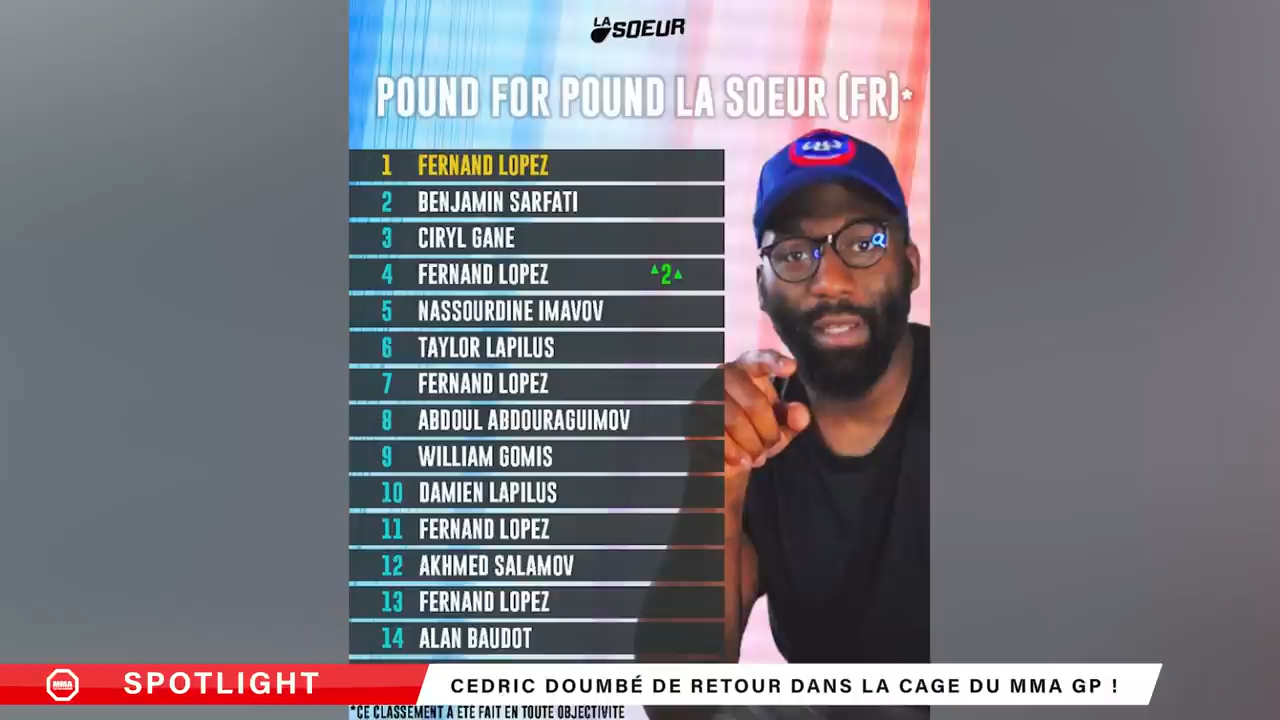 LA SOEUR
POUND FOR POUND LA SOEUR (FR)*
1 FERNAND LOPEZ
2 BENJAMIN SARFATI
3 CIRYL GANE
4 FERNAND LOPEZ ▲2▲
5 NASSOURDINE IMAVOV
6 TAYLOR LAPILUS
7 FERNAND LOPEZ
8 ABDOUL ABDOURAGUIMOV
9 WILLIAM GOMIS
10 DAMIEN LAPILUS
11 FERNAND LOPEZ
12 AKHMED SALAMOV
13 FERNAND LOPEZ
14 ALAN BAUDOT
MMA
SPOTLIGHT
CEDRIC DOUMBÉ DE RETOUR DANS LA CAGE DU MMA GP !
*CE CLASSEMENT A ETE FAIT EN TOUTE OBJECTIVITE